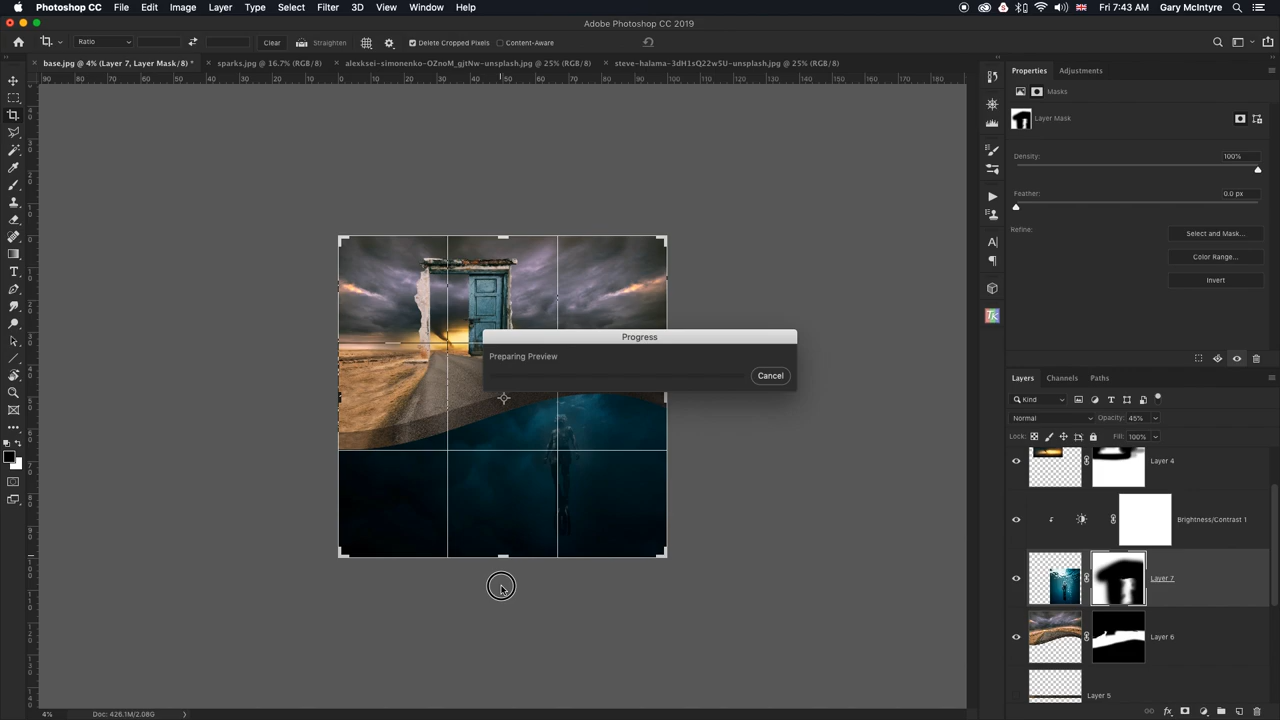 Photoshop CC File Edit Image Layer Type Select Filter 3D View Window Help Fri 7:43 AM Gary McIntyre
Adobe Photoshop CC 2019
Ratio Clear Straighten Delete Cropped Pixels Content-Aware
base.jpg @ 4% (Layer 7, Layer Mask/8) * sparks.jpg @ 16.7% (RGB/8) alexksei-simonenko-OZnoM_gjtNw-unsplash.jpg @ 25% (RGB/8) steve-halama-3dH1sQ22w5U-unsplash.jpg @ 25% (RGB/8)
Properties Adjustments
Masks
Layer Mask
Density: 100%
Feather: 0.0 px
Refine: Select and Mask...
Color Range...
Invert
Progress
Preparing Preview
Cancel
Layers Channels Paths
Kind
Normal Opacity: 45%
Lock: Fill: 100%
Layer 4
Brightness/Contrast 1
Layer 7
Layer 6
Layer 5
4% Doc: 426.1M/2.08G